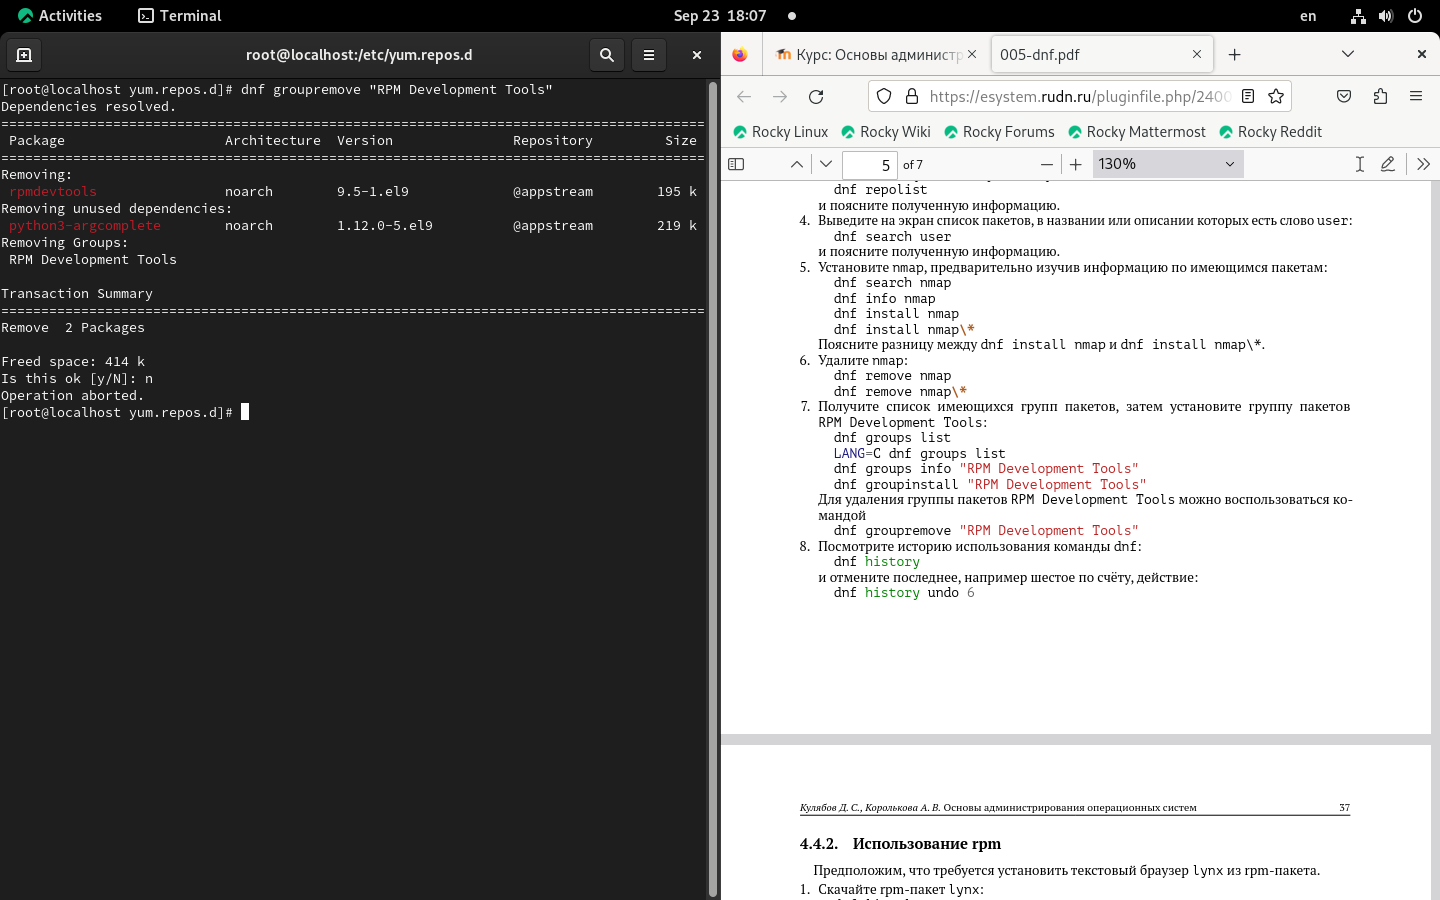 Activities Terminal Sep 23 18:07 en
root@localhost:/etc/yum.repos.d
[root@localhost yum.repos.d]# dnf groupremove "RPM Development Tools"
Dependencies resolved.
================================================================================
Package Architecture Version Repository Size
================================================================================
Removing:
rpmdevtools noarch 9.5-1.el9 @appstream 195 k
Removing unused dependencies:
python3-argcomplete noarch 1.12.0-5.el9 @appstream 219 k
Removing Groups:
RPM Development Tools
Transaction Summary
================================================================================
Remove 2 Packages
Freed space: 414 k
Is this ok [y/N]: n
Operation aborted.
[root@localhost yum.repos.d]#
Курс: Основы администр 005-dnf.pdf
https://esystem.rudn.ru/pluginfile.php/2400
Rocky Linux Rocky Wiki Rocky Forums Rocky Mattermost Rocky Reddit
5 of 7 130%
dnf repolist
и поясните полученную информацию.
4. Выведите на экран список пакетов, в названии или описании которых есть слово user:
dnf search user
и поясните полученную информацию.
5. Установите nmap, предварительно изучив информацию по имеющимся пакетам:
dnf search nmap
dnf info nmap
dnf install nmap
dnf install nmap\*
Поясните разницу между dnf install nmap и dnf install nmap\*.
6. Удалите nmap:
dnf remove nmap
dnf remove nmap\*
7. Получите список имеющихся групп пакетов, затем установите группу пакетов
RPM Development Tools:
dnf groups list
LANG=C dnf groups list
dnf groups info "RPM Development Tools"
dnf groupinstall "RPM Development Tools"
Для удаления группы пакетов RPM Development Tools можно воспользоваться ко-
мандой
dnf groupremove "RPM Development Tools"
8. Посмотрите историю использования команды dnf:
dnf history
и отмените последнее, например шестое по счёту, действие:
dnf history undo 6
Кулябов Д. С., Королькова А. В. Основы администрирования операционных систем 37
4.4.2. Использование rpm
Предположим, что требуется установить текстовый браузер lynx из rpm-пакета.
1. Скачайте rpm-пакет lynx: